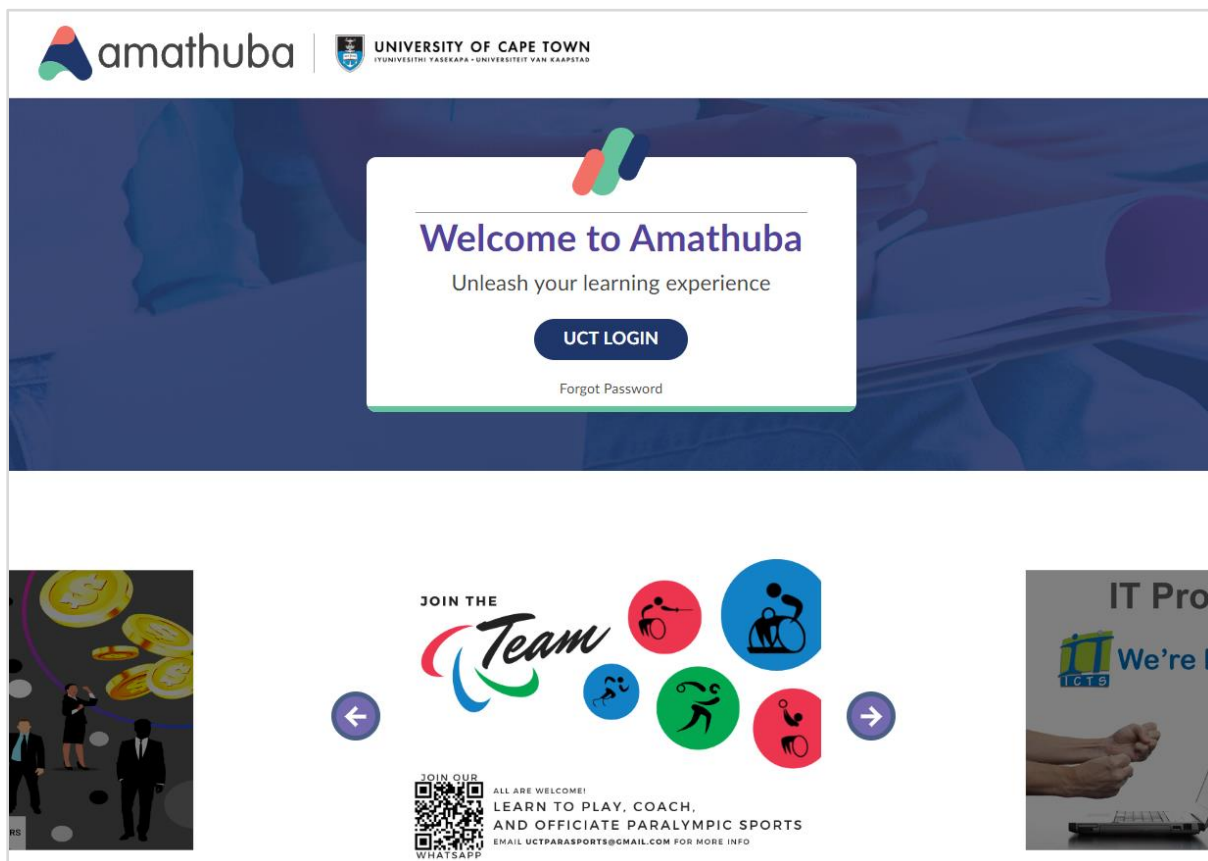 amathuba
UNIVERSITY OF CAPE TOWN
IYUNIVESITHI YASEKAPA • UNIVERSITEIT VAN KAAPSTAD
Welcome to Amathuba
Unleash your learning experience
UCT LOGIN
Forgot Password
JOIN THE
Team
JOIN OUR
WHATSAPP
ALL ARE WELCOME!
LEARN TO PLAY, COACH,
AND OFFICIATE PARALYMPIC SPORTS
EMAIL UCTPARASPORTS@GMAIL.COM FOR MORE INFO
IT Pro
iT
ICTS
We're
RS